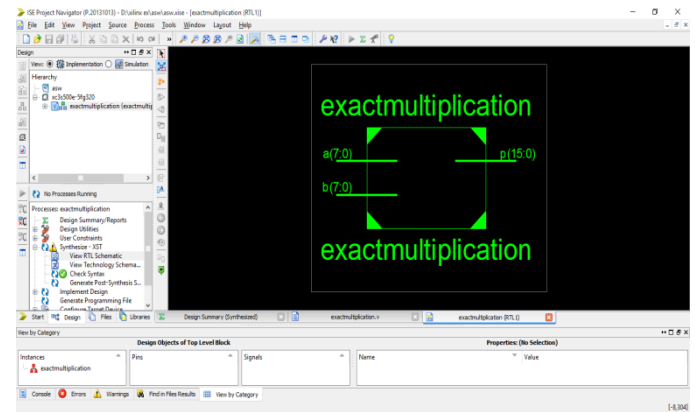 ISE Project Navigator (P.20131013) - D:\xilinx ex\asw\asw.xise - [exactmultiplication (RTL1)]
File Edit View Project Source Process Tools Window Layout Help
Design
View: Implementation Simulation
Hierarchy
asw
xc3s500e-5fg320
exactmultiplication (exactmultip
No Processes Running
Processes: exactmultiplication
Design Summary/Reports
Design Utilities
User Constraints
Synthesize - XST
View RTL Schematic
View Technology Schema...
Check Syntax
Generate Post-Synthesis S...
Implement Design
Generate Programming File
Configure Target Device
exactmultiplication
a(7:0)
p(15:0)
b(7:0)
exactmultiplication
Start Design Files Libraries
Design Summary (Synthesized) exactmultiplication.v exactmultiplication (RTL1)
View by Category
Design Objects of Top Level Block Properties: (No Selection)
Instances Pins Signals Name Value
exactmultiplication
Console Errors Warnings Find in Files Results View by Category
[-8,304]